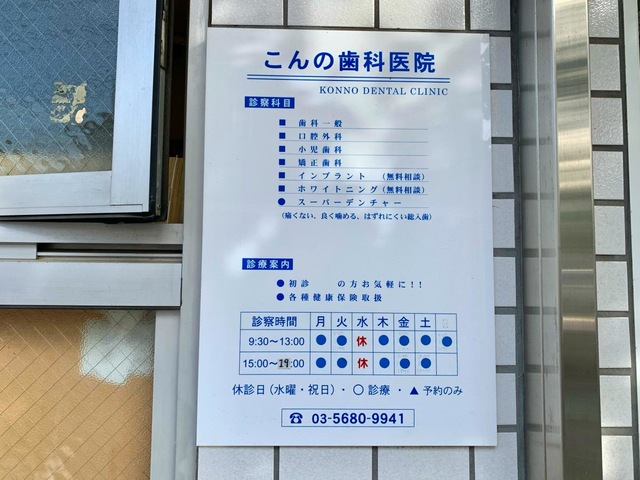 こんの歯科医院
KONNO DENTAL CLINIC
診察科目
■ 歯科一般
■ 口腔外科
■ 小児歯科
■ 矯正歯科
■ インプラント (無料相談)
■ ホワイトニング(無料相談)
● スーパーデンチャー
(痛くない、良く噛める、はずれにくい総入歯)
診療案内
●初診 の方お気軽に!!
●各種健康保険取扱
診察時間 月 火 水 木 金 土
9:30〜13:00 ● ● 休 ● ● ● ●
15:00〜19:00 ● ● 休 ● ● ●
休診日(水曜・祝日)・○診療・▲予約のみ
☎ 03-5680-9941